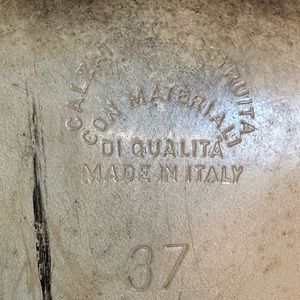 CON MATERIALI
DI QUALITÀ
MADE IN ITALY
37